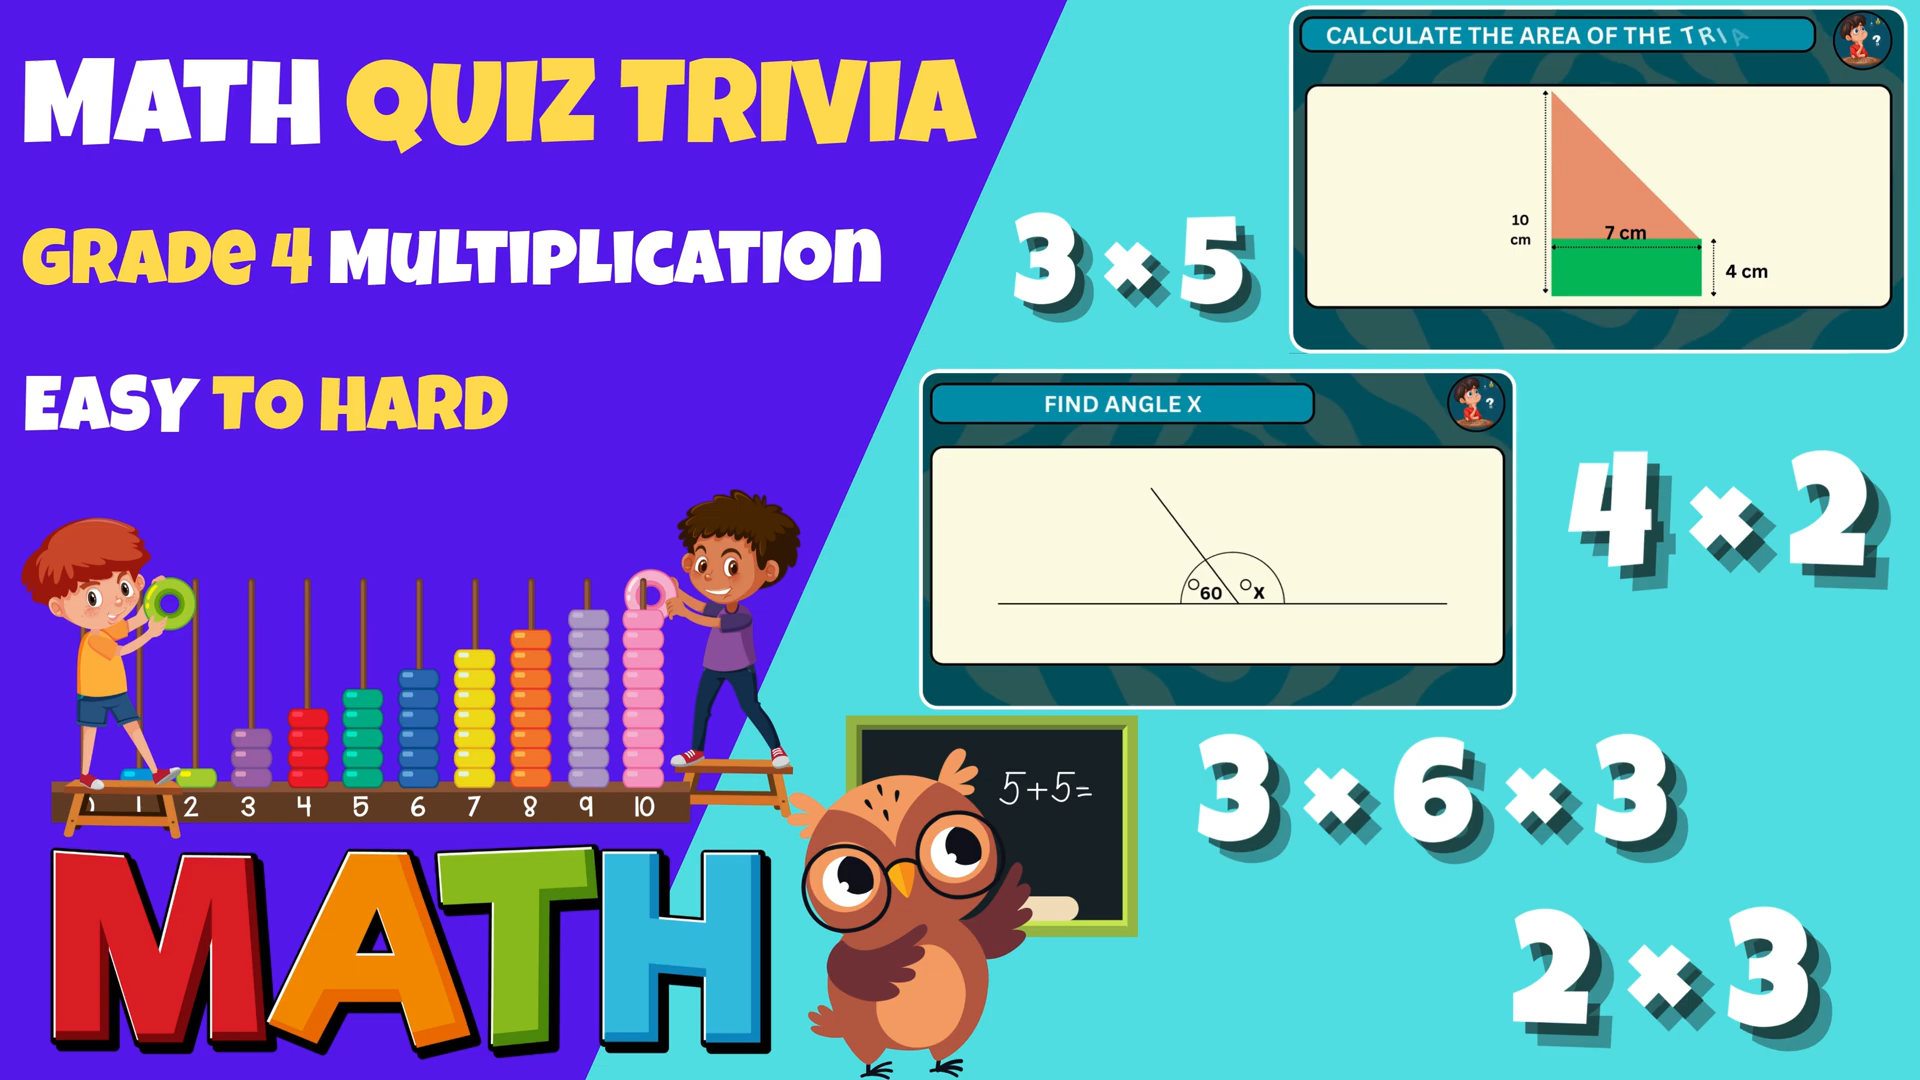 MATH QUIZ TRIVIA
GRADE 4 MULTIPLICATION
EASY TO HARD
CALCULATE THE AREA OF THE TRIA
?
10
cm
7 cm
4 cm
3×5
FIND ANGLE X
?
60
x
4×2
1 2 3 4 5 6 7 8 9 10
5+5=
3×6×3
2×3
MATH